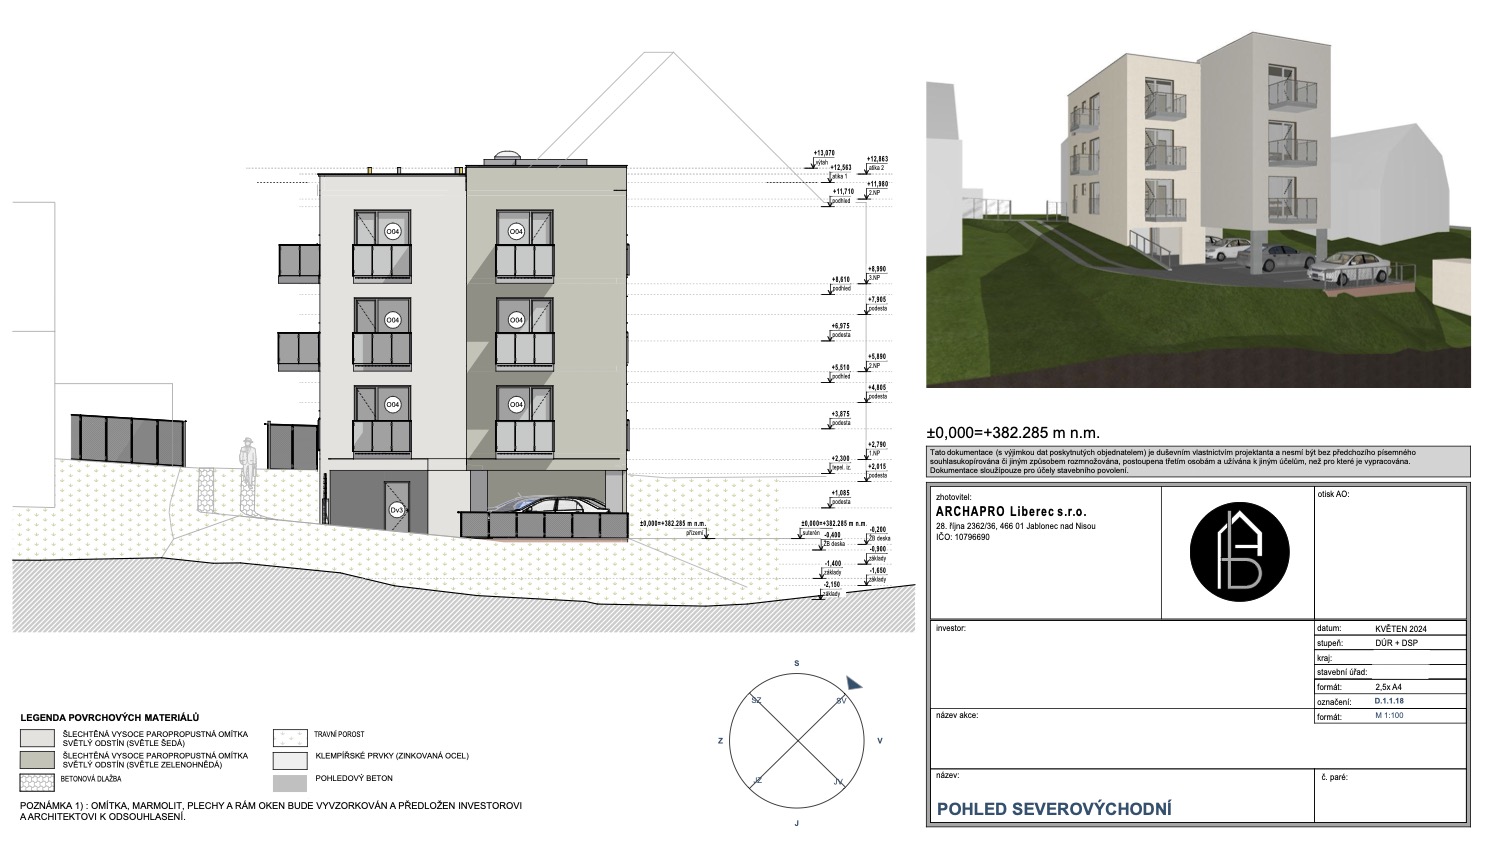 +13,070
výtah
+12,863
atika 2
+12,563
atika 1
+11,980
2.NP
+11,710
podhled
+8,990
3.NP
+8,610
podhled
+7,905
podesta
+6,975
podesta
+5,890
2.NP
+5,510
podhled
+4,805
podesta
+3,875
podesta
+2,790
1.NP
+2,300
tepel. iz.
+2,015
podesta
+1,085
podesta
±0,000=+382.285 m n.m.
přízemí
±0,000=+382.285 m n.m.
suterén
-0,200
ŽB deska
-0,400
ŽB deska
-0,900
základy
-1,400
základy
-1,650
základy
-2,150
základy
O04
O04
O04
O04
O04
O04
Dv3
S
SZ
SV
Z
V
JZ
JV
J
LEGENDA POVRCHOVÝCH MATERIÁLŮ
ŠLECHTĚNÁ VYSOCE PAROPROPUSTNÁ OMÍTKA
SVĚTLÝ ODSTÍN (SVĚTLE ŠEDÁ)
ŠLECHTĚNÁ VYSOCE PAROPROPUSTNÁ OMÍTKA
SVĚTLÝ ODSTÍN (SVĚTLE ZELENOHNĚDÁ)
BETONOVÁ DLAŽBA
TRAVNÍ POROST
KLEMPÍŘSKÉ PRVKY (ZINKOVANÁ OCEL)
POHLEDOVÝ BETON
POZNÁMKA 1) : OMÍTKA, MARMOLIT, PLECHY A RÁM OKEN BUDE VYVZORKOVÁN A PŘEDLOŽEN INVESTOROVI
A ARCHITEKTOVI K ODSOUHLASENÍ.
±0,000=+382.285 m n.m.
Tato dokumentace (s výjimkou dat poskytnutých objednatelem) je duševním vlastnictvím projektanta a nesmí být bez předchozího písemného
souhlasukopírována či jiným způsobem rozmnožována, postoupena třetím osobám a užívána k jiným účelům, než pro které je vypracována.
Dokumentace sloužípouze pro účely stavebního povolení.
zhotovitel:
ARCHAPRO Liberec s.r.o.
28. října 2362/36, 466 01 Jablonec nad Nisou
IČO: 10796690
otisk AO:
investor:
datum: KVĚTEN 2024
stupeň: DÚR + DSP
kraj:
stavební úřad:
formát: 2,5x A4
označení: D.1.1.18
formát: M 1:100
název akce:
název:
POHLED SEVEROVÝCHODNÍ
č. paré: